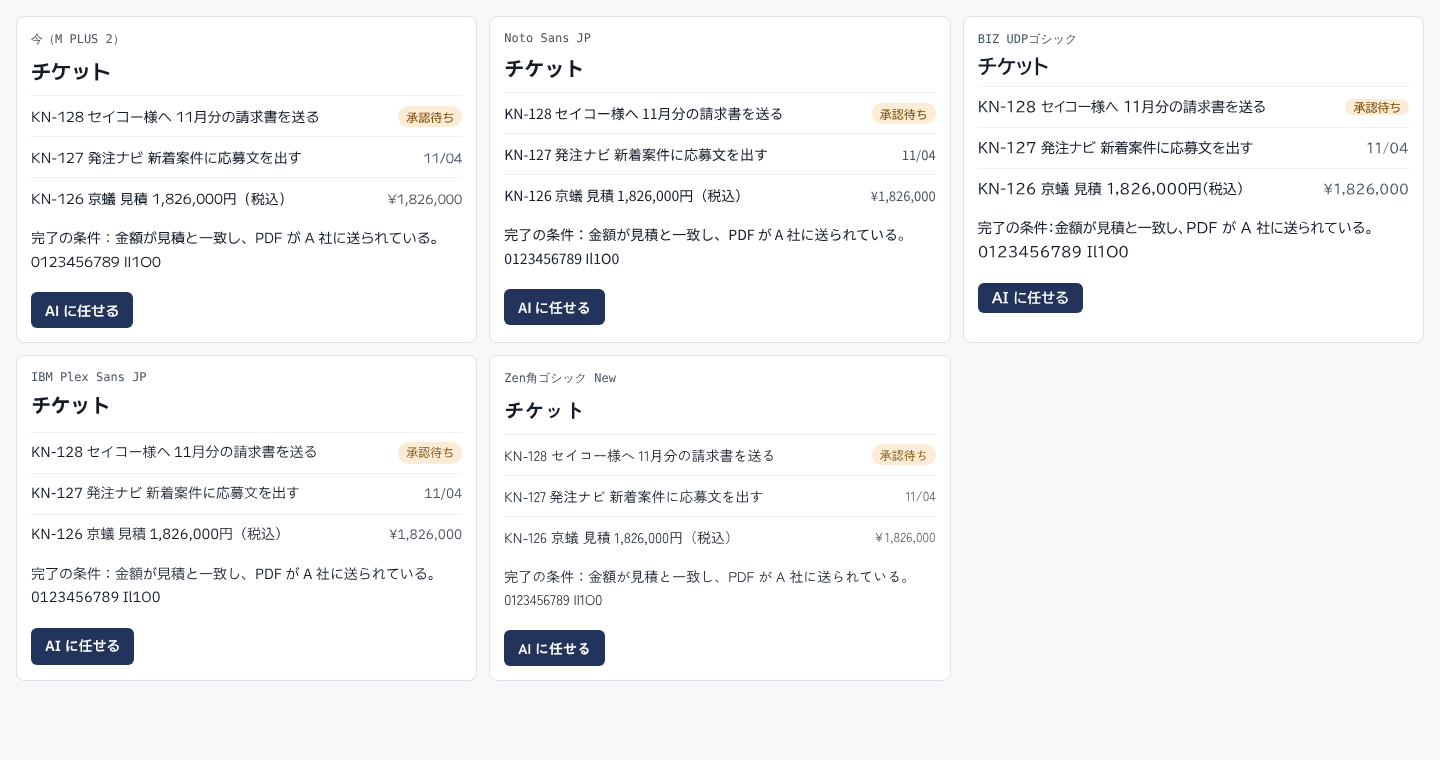 今（M PLUS 2）
チケット
KN-128 セイコー様へ 11月分の請求書を送る 承認待ち
KN-127 発注ナビ 新着案件に応募文を出す 11/04
KN-126 京蟻 見積 1,826,000円（税込） ¥1,826,000
完了の条件：金額が見積と一致し、PDF が A 社に送られている。
0123456789 Il1O0
AI に任せる
Noto Sans JP
チケット
KN-128 セイコー様へ 11月分の請求書を送る 承認待ち
KN-127 発注ナビ 新着案件に応募文を出す 11/04
KN-126 京蟻 見積 1,826,000円（税込） ¥1,826,000
完了の条件：金額が見積と一致し、PDF が A 社に送られている。
0123456789 Il1O0
AI に任せる
BIZ UDPゴシック
チケット
KN-128 セイコー様へ 11月分の請求書を送る 承認待ち
KN-127 発注ナビ 新着案件に応募文を出す 11/04
KN-126 京蟻 見積 1,826,000円（税込） ¥1,826,000
完了の条件：金額が見積と一致し、PDF が A 社に送られている。
0123456789 Il1O0
AI に任せる
IBM Plex Sans JP
チケット
KN-128 セイコー様へ 11月分の請求書を送る 承認待ち
KN-127 発注ナビ 新着案件に応募文を出す 11/04
KN-126 京蟻 見積 1,826,000円（税込） ¥1,826,000
完了の条件：金額が見積と一致し、PDF が A 社に送られている。
0123456789 Il1O0
AI に任せる
Zen角ゴシック New
チケット
KN-128 セイコー様へ 11月分の請求書を送る 承認待ち
KN-127 発注ナビ 新着案件に応募文を出す 11/04
KN-126 京蟻 見積 1,826,000円（税込） ¥1,826,000
完了の条件：金額が見積と一致し、PDF が A 社に送られている。
0123456789 Il1O0
AI に任せる